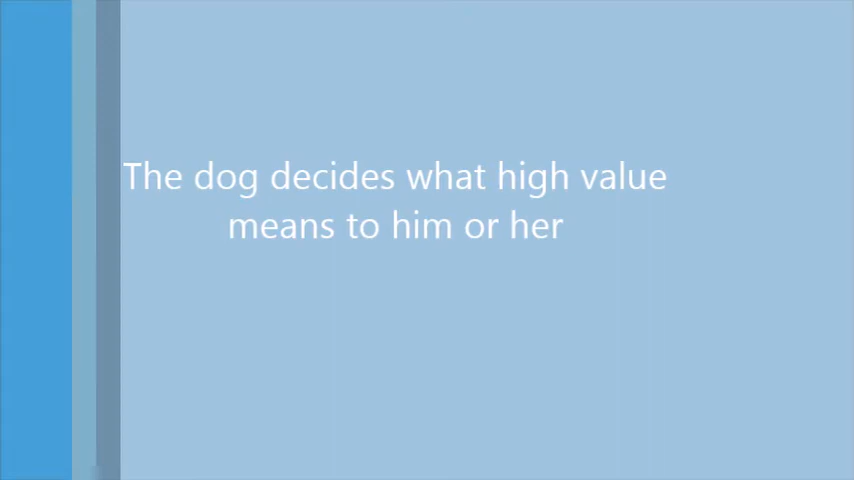 The dog decides what high value
means to him or her